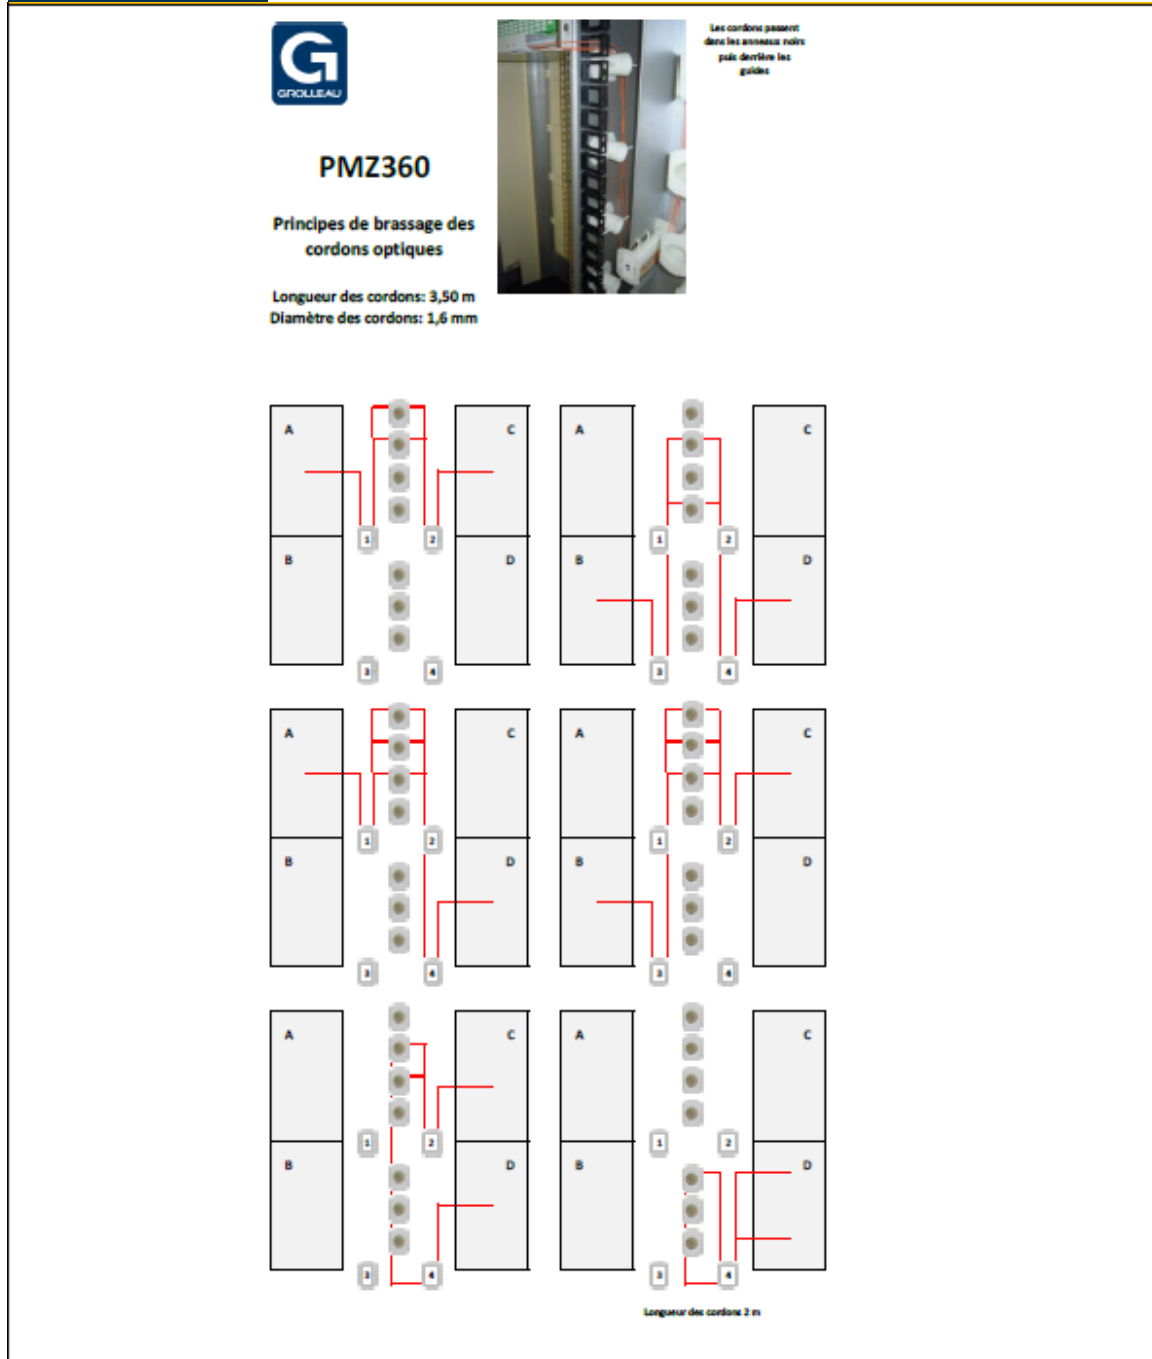 G
GROLLEAU
Les cordons passent
dans les anneaux noirs
puis derrière les
guides
PMZ360
Principes de brassage des
cordons optiques
Longueur des cordons: 3,50 m
Diamètre des cordons: 1,6 mm
A C A C
1 2 1 2
B D B D
3 4 3 4
A C A C
1 2 1 2
B D B D
3 4 3 4
A C A C
1 2 1 2
B D B D
3 4 3 4
Longueur des cordons 2 m